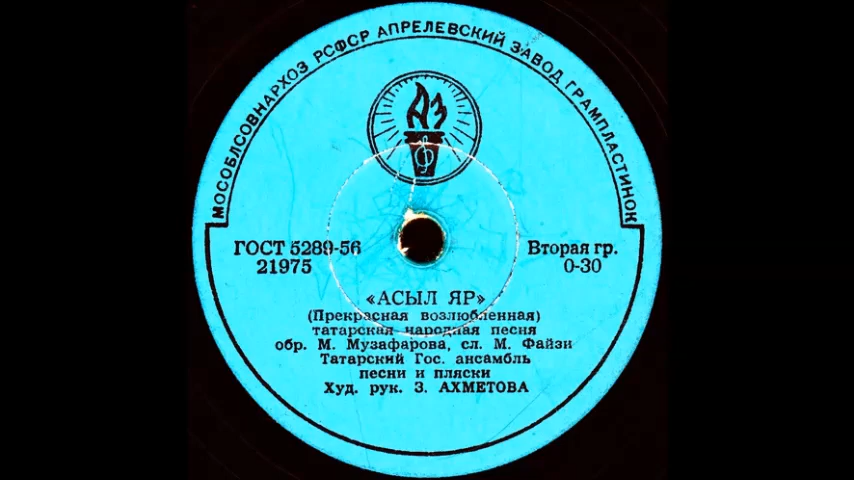 МОСОБЛСОВНАРХОЗ РСФСР АПРЕЛЕВСКИЙ ЗАВОД ГРАМПЛАСТИНОК
АЗ
ГОСТ 5289-56
21975
Вторая гр.
0-30
«АСЫЛ ЯР»
(Прекрасная возлюбленная)
татарская народная песня
обр. М. Музафарова, сл. М. Файзи
Татарский Гос. ансамбль
песни и пляски
Худ. рук. З. АХМЕТОВА